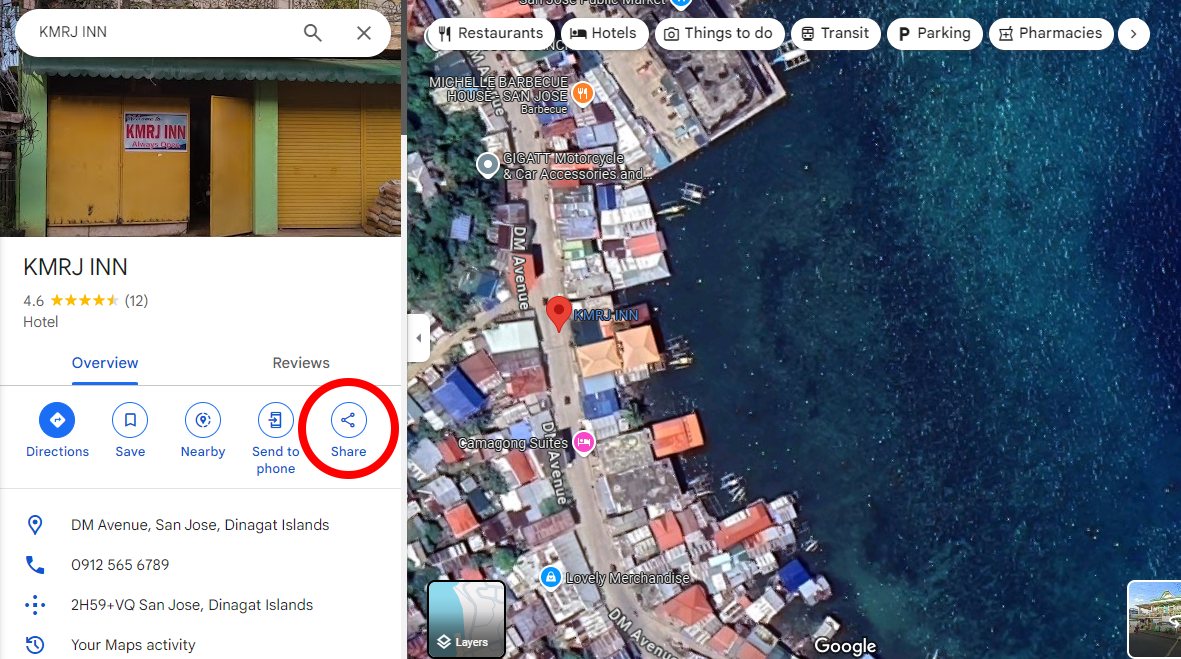 KMRJ INN
Welcome to
KMRJ INN
Always Open
KMRJ INN
4.6
(12)
Hotel
Overview
Reviews
Directions
Save
Nearby
Send to
phone
Share
DM Avenue, San Jose, Dinagat Islands
0912 565 6789
2H59+VQ San Jose, Dinagat Islands
Your Maps activity
San Jose Public Market
Restaurants
Hotels
Things to do
Transit
P Parking
Pharmacies
MICHELLE BARBECUE
HOUSE - SAN JOSE
Barbecue
GIGATT Motorcycle
& Car Accessories and...
DM Avenue
KMRJ INN
Camagong Suites
DM Avenue
Lovely Merchandise
DM Avenue
Layers
Google